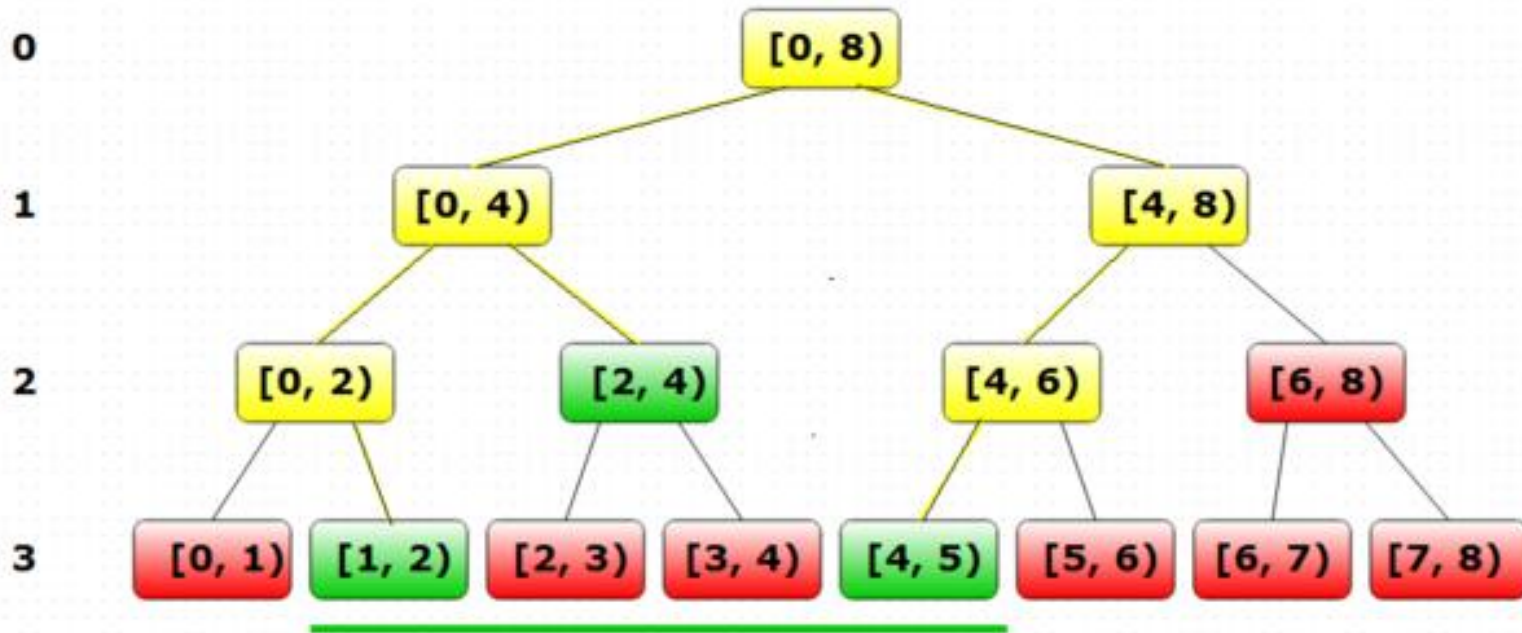 0 [0, 8)
1 [0, 4) [4, 8)
2 [0, 2) [2, 4) [4, 6) [6, 8)
3 [0, 1) [1, 2) [2, 3) [3, 4) [4, 5) [5, 6) [6, 7) [7, 8)